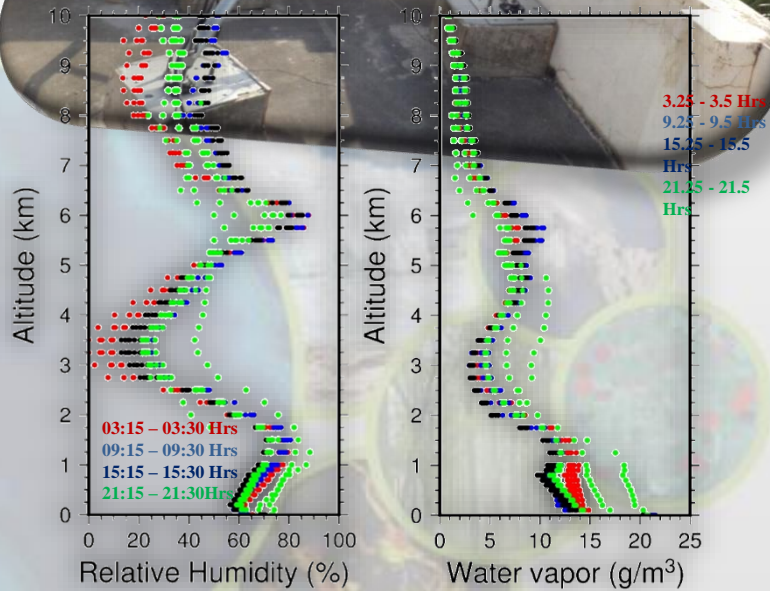 10
9
8
7
6
5
4
3
2
1
0
Altitude (km)
03:15 – 03:30 Hrs
09:15 – 09:30 Hrs
15:15 – 15:30 Hrs
21:15 – 21:30Hrs
0 20 40 60 80 100
Relative Humidity (%)
10
9
8
7
6
5
4
3
2
1
0
Altitude (km)
3.25 - 3.5 Hrs
9.25 - 9.5 Hrs
15.25 - 15.5
Hrs
21.25 - 21.5
Hrs
0 5 10 15 20 25
Water vapor (g/m³)